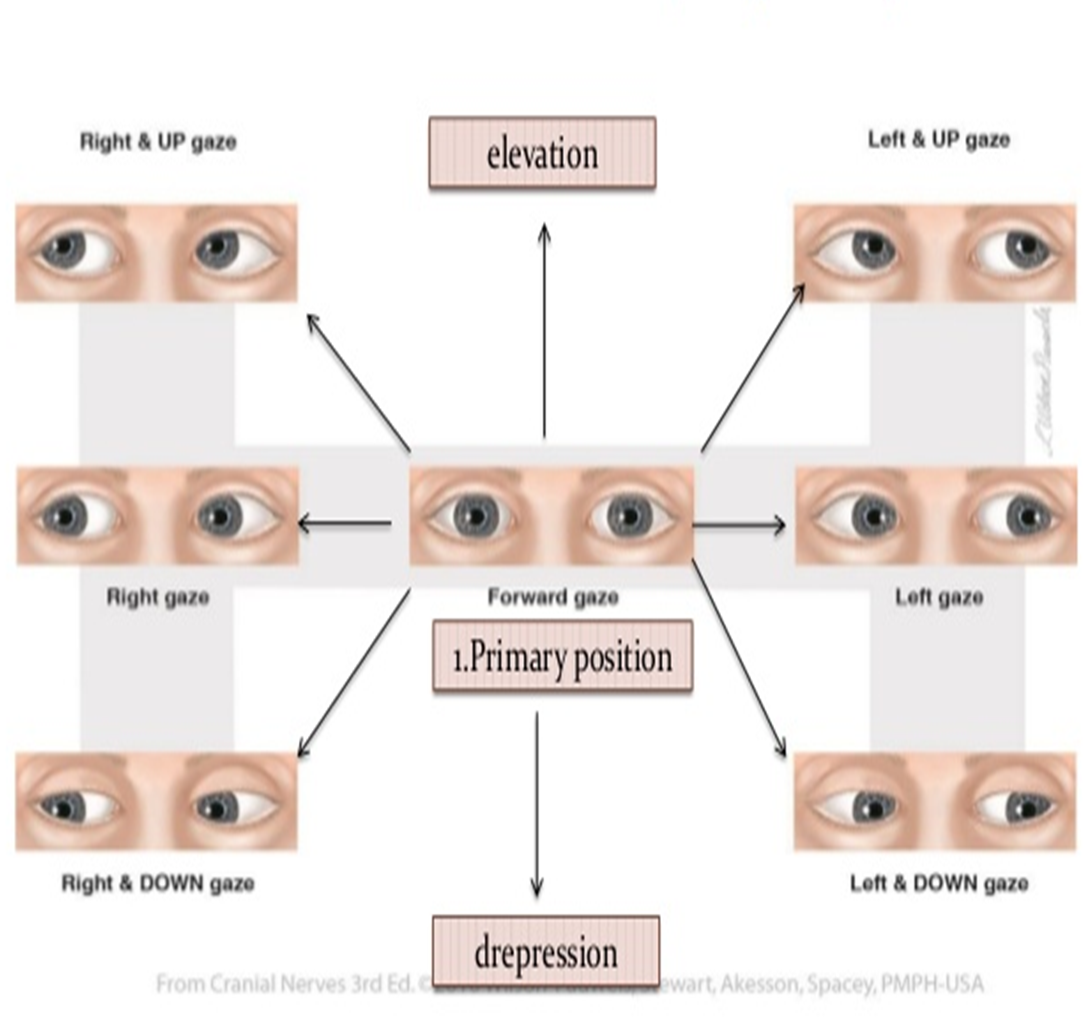 Right & UP gaze
elevation
Left & UP gaze
Right gaze
Forward gaze
Left gaze
1.Primary position
Right & DOWN gaze
Left & DOWN gaze
drepression
From Cranial Nerves 3rd Ed. © Akesson, Spacey, PMPH-USA